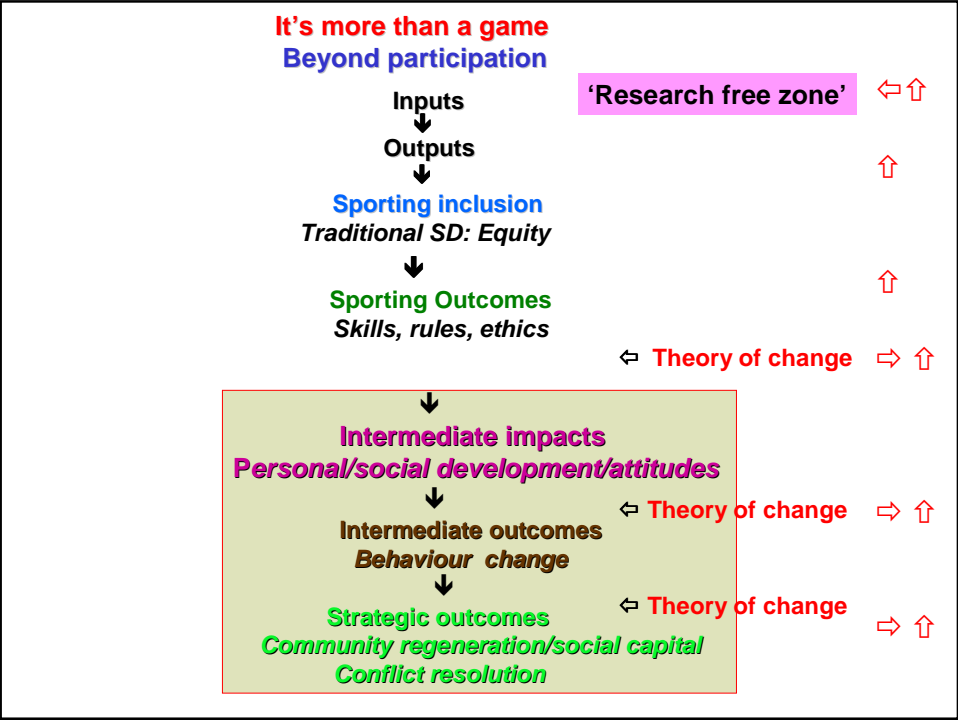 It’s more than a game
Beyond participation
‘Research free zone’
Inputs
Outputs
Sporting inclusion
Traditional SD: Equity
Sporting Outcomes
Skills, rules, ethics
Theory of change
Intermediate impacts
Personal/social development/attitudes
Theory of change
Intermediate outcomes
Behaviour change
Theory of change
Strategic outcomes
Community regeneration/social capital
Conflict resolution